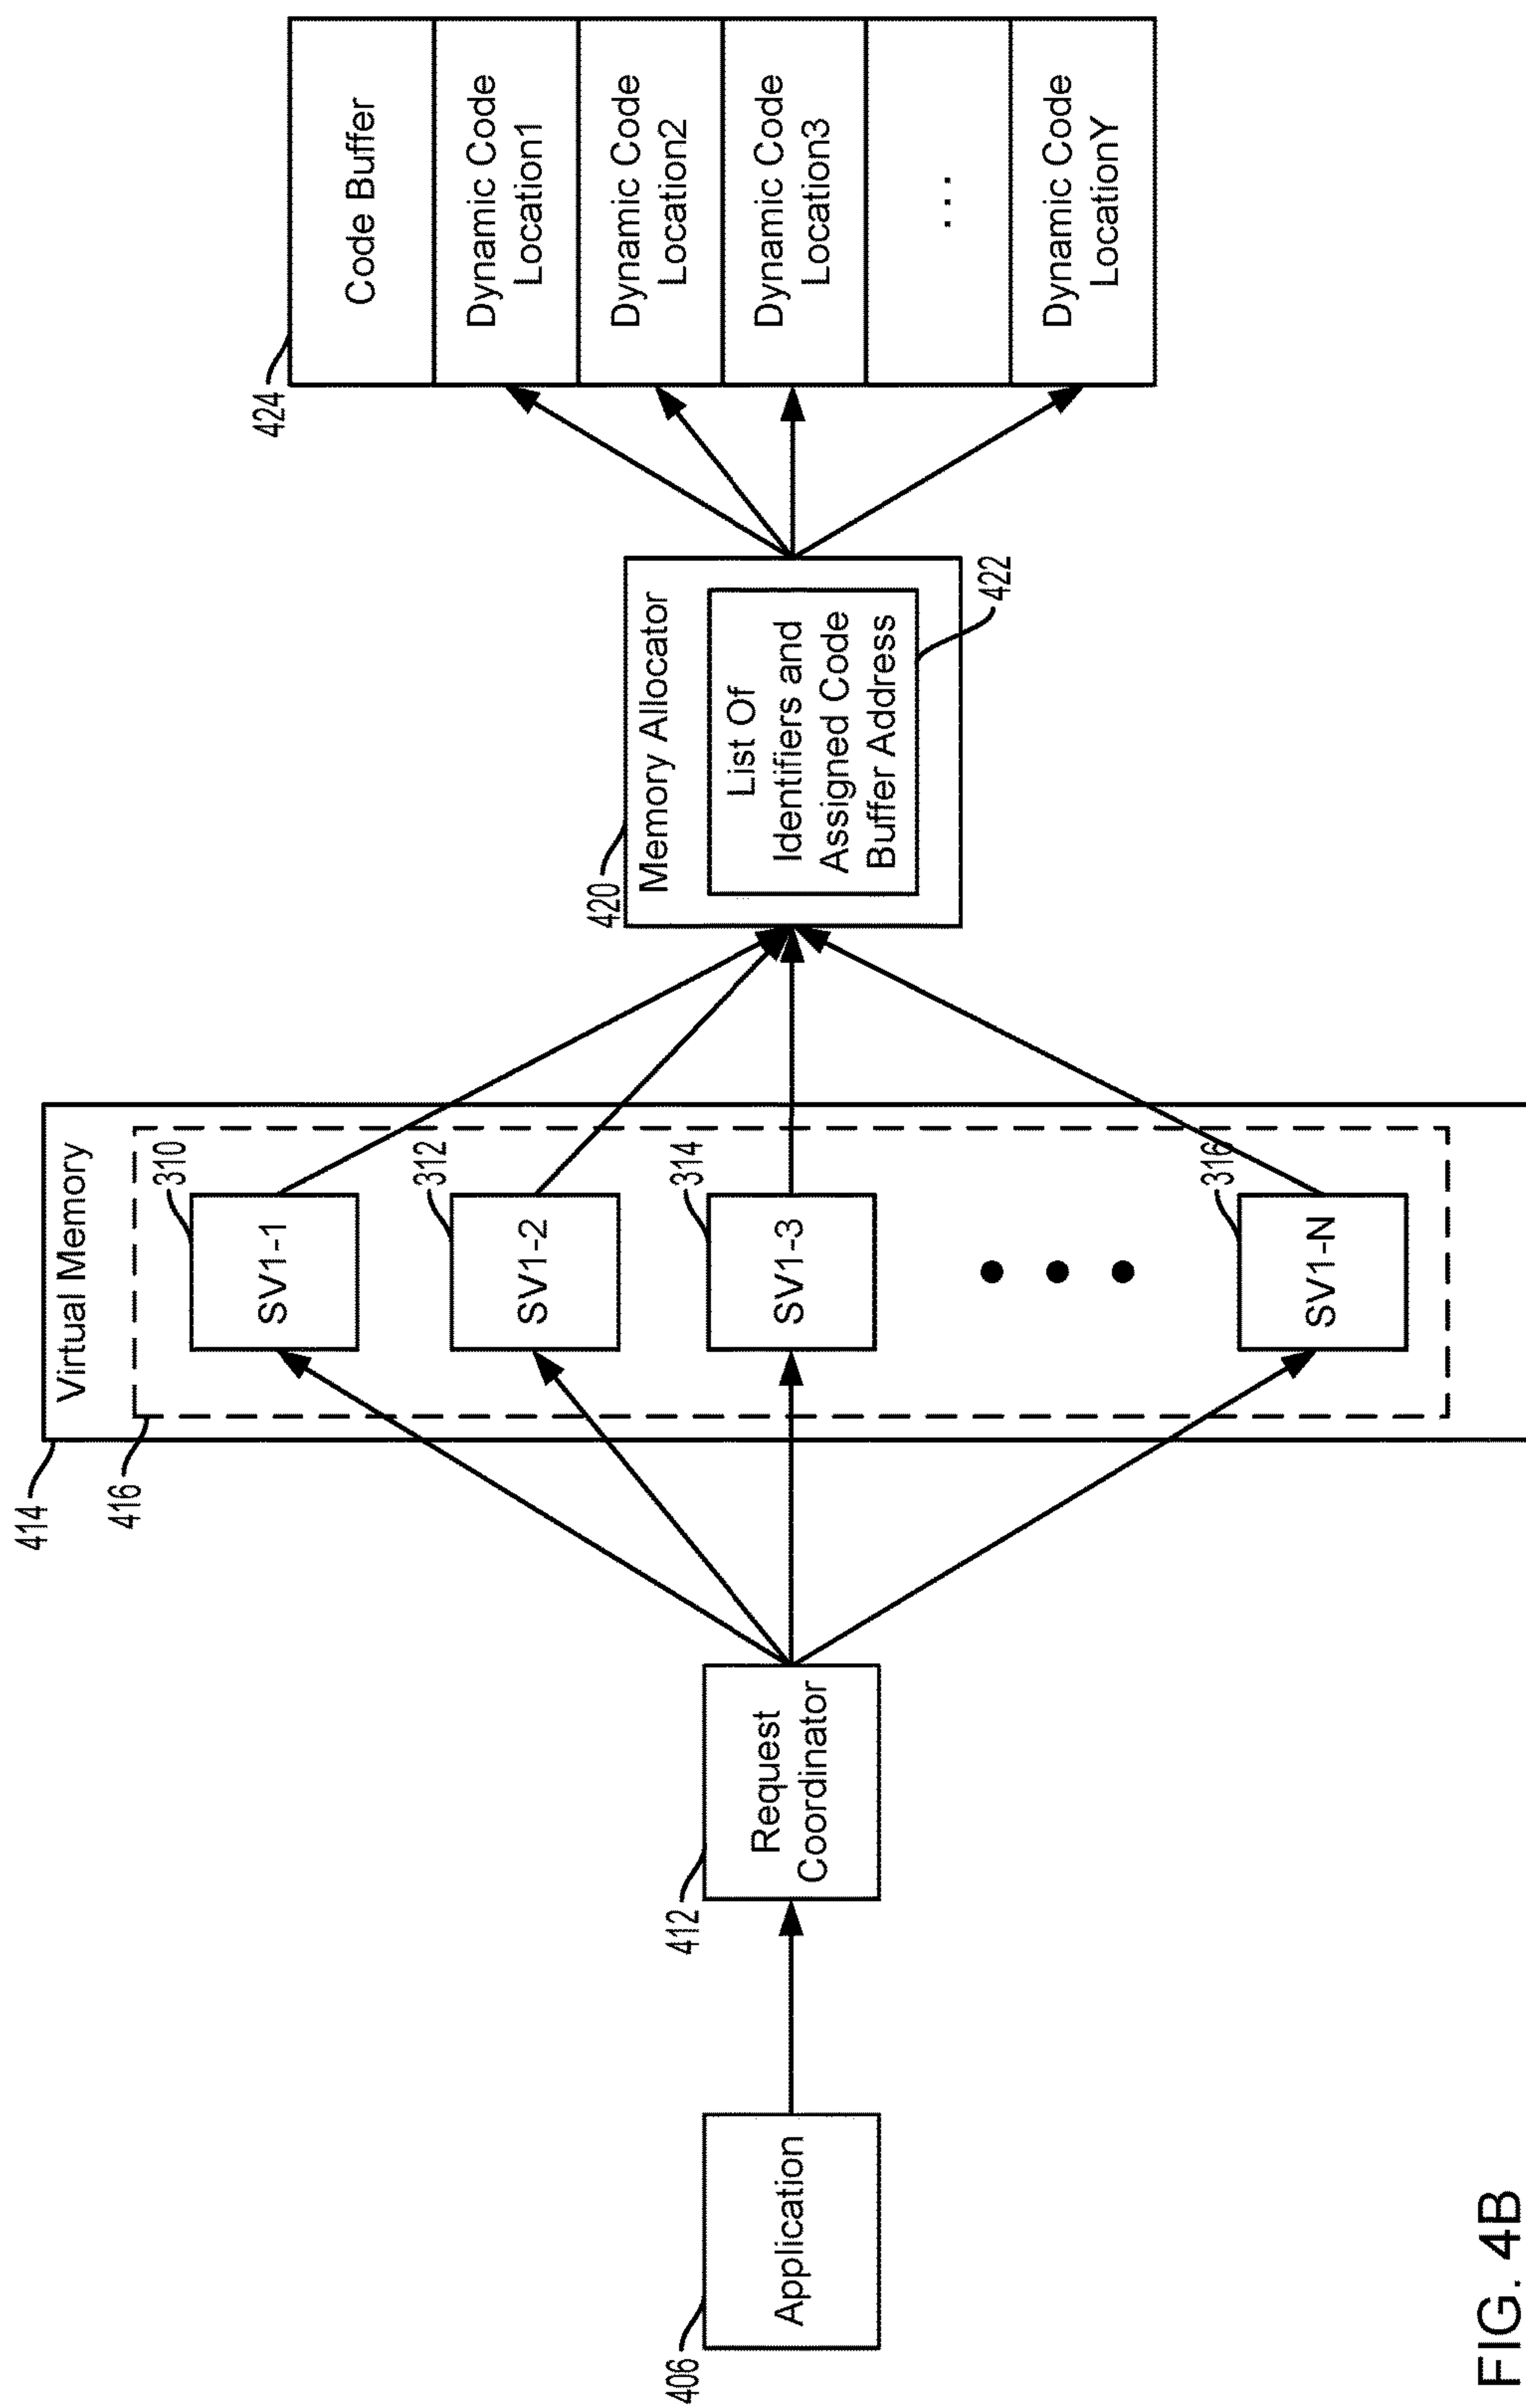 406
Application
412
Request
Coordinator
414
Virtual Memory
416
310
SV1-1
312
SV1-2
314
SV1-3
316
SV1-N
420
Memory Allocator
List Of
Identifiers and
Assigned Code
Buffer Address
422
424
Code Buffer
Dynamic Code
Location1
Dynamic Code
Location2
Dynamic Code
Location3
...
Dynamic Code
LocationY
FIG. 4B